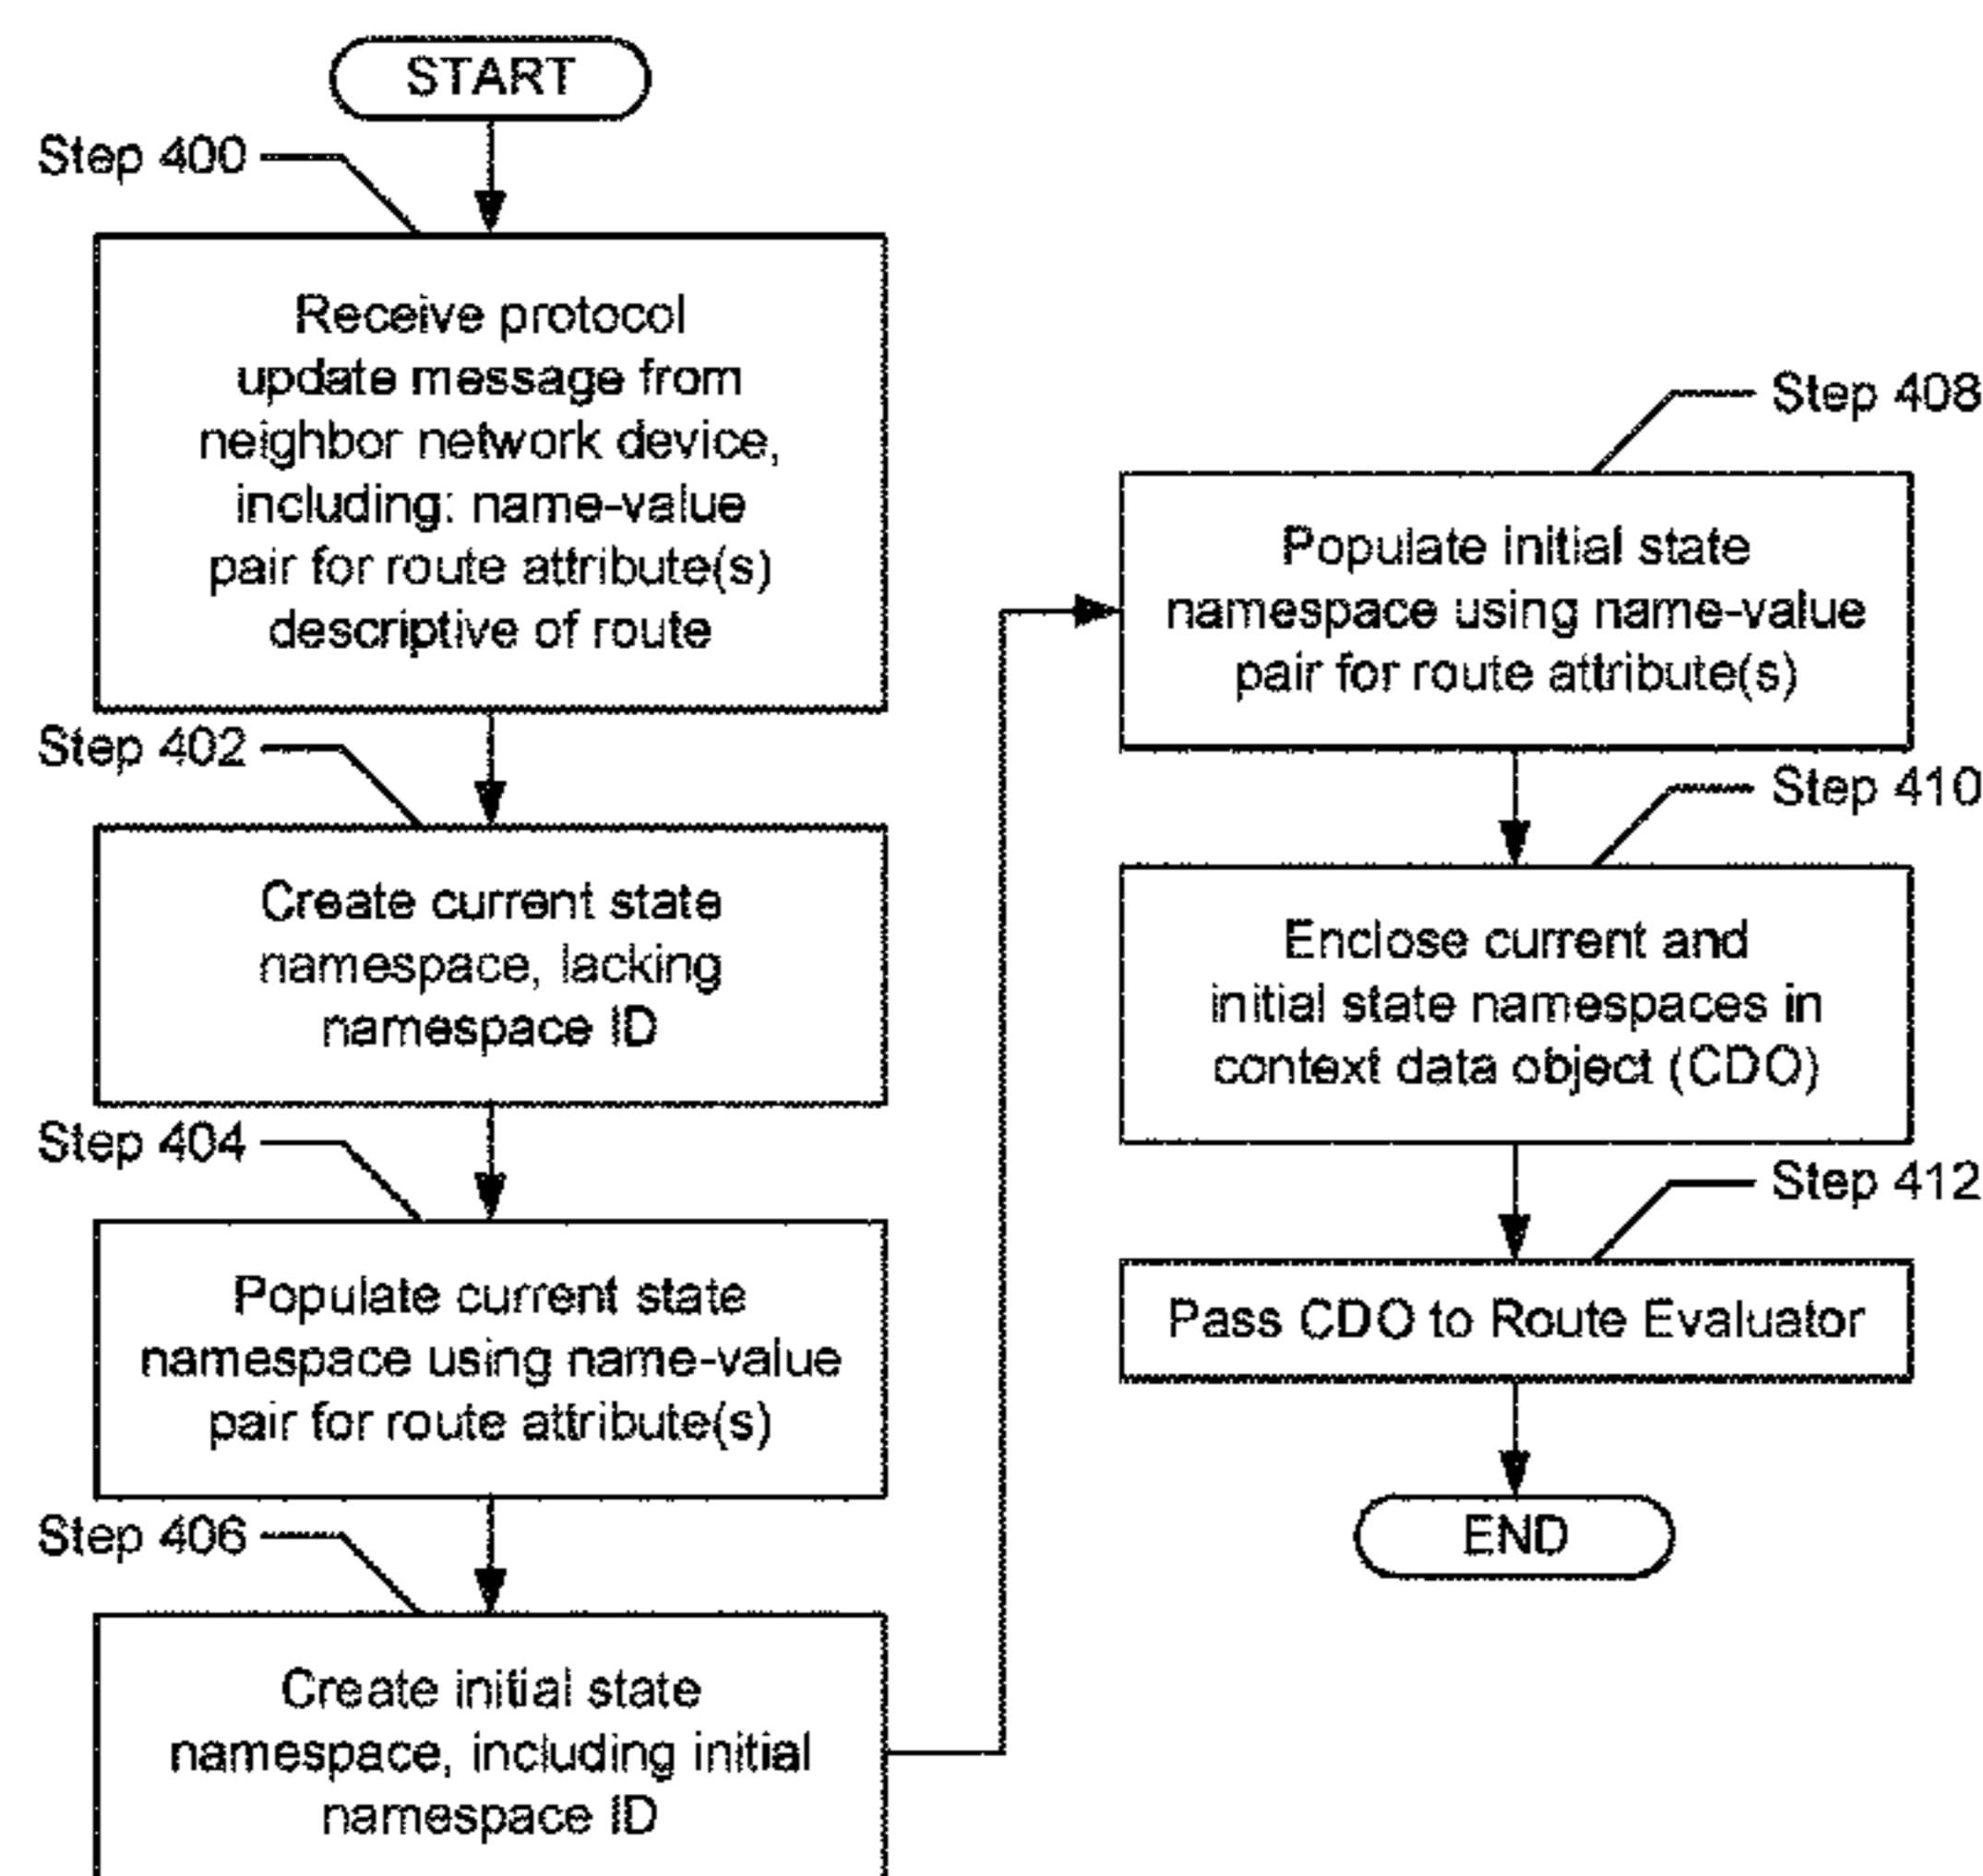 START
Step 400
Receive protocol
update message from
neighbor network device,
including: name-value
pair for route attribute(s)
descriptive of route
Step 402
Create current state
namespace, lacking
namespace ID
Step 404
Populate current state
namespace using name-value
pair for route attribute(s)
Step 406
Create initial state
namespace, including initial
namespace ID
Step 408
Populate initial state
namespace using name-value
pair for route attribute(s)
Step 410
Enclose current and
initial state namespaces in
context data object (CDO)
Step 412
Pass CDO to Route Evaluator
END